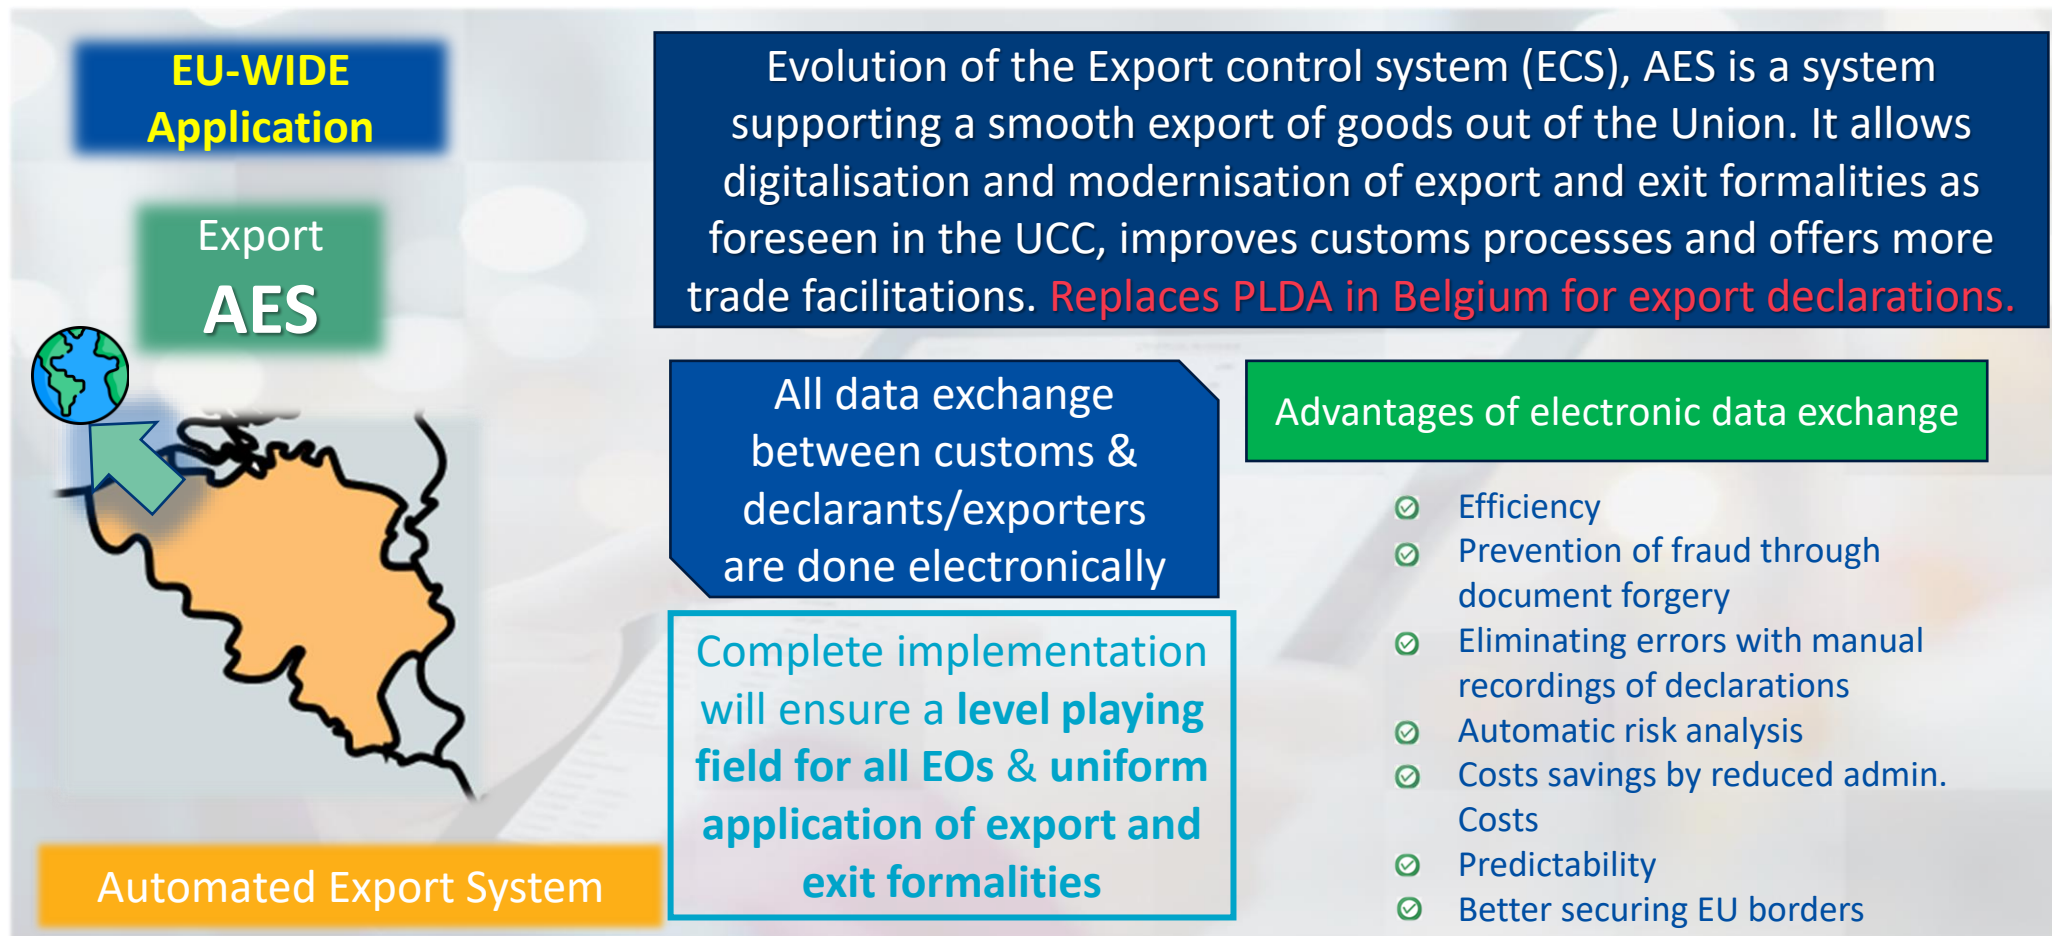 EU-WIDE
Application
Export
AES
Automated Export System
Evolution of the Export control system (ECS), AES is a system
supporting a smooth export of goods out of the Union. It allows
digitalisation and modernisation of export and exit formalities as
foreseen in the UCC, improves customs processes and offers more
trade facilitations. Replaces PLDA in Belgium for export declarations.
All data exchange
between customs &
declarants/exporters
are done electronically
Complete implementation
will ensure a level playing
field for all EOs & uniform
application of export and
exit formalities
Advantages of electronic data exchange
Efficiency
Prevention of fraud through
document forgery
Eliminating errors with manual
recordings of declarations
Automatic risk analysis
Costs savings by reduced admin.
Costs
Predictability
Better securing EU borders